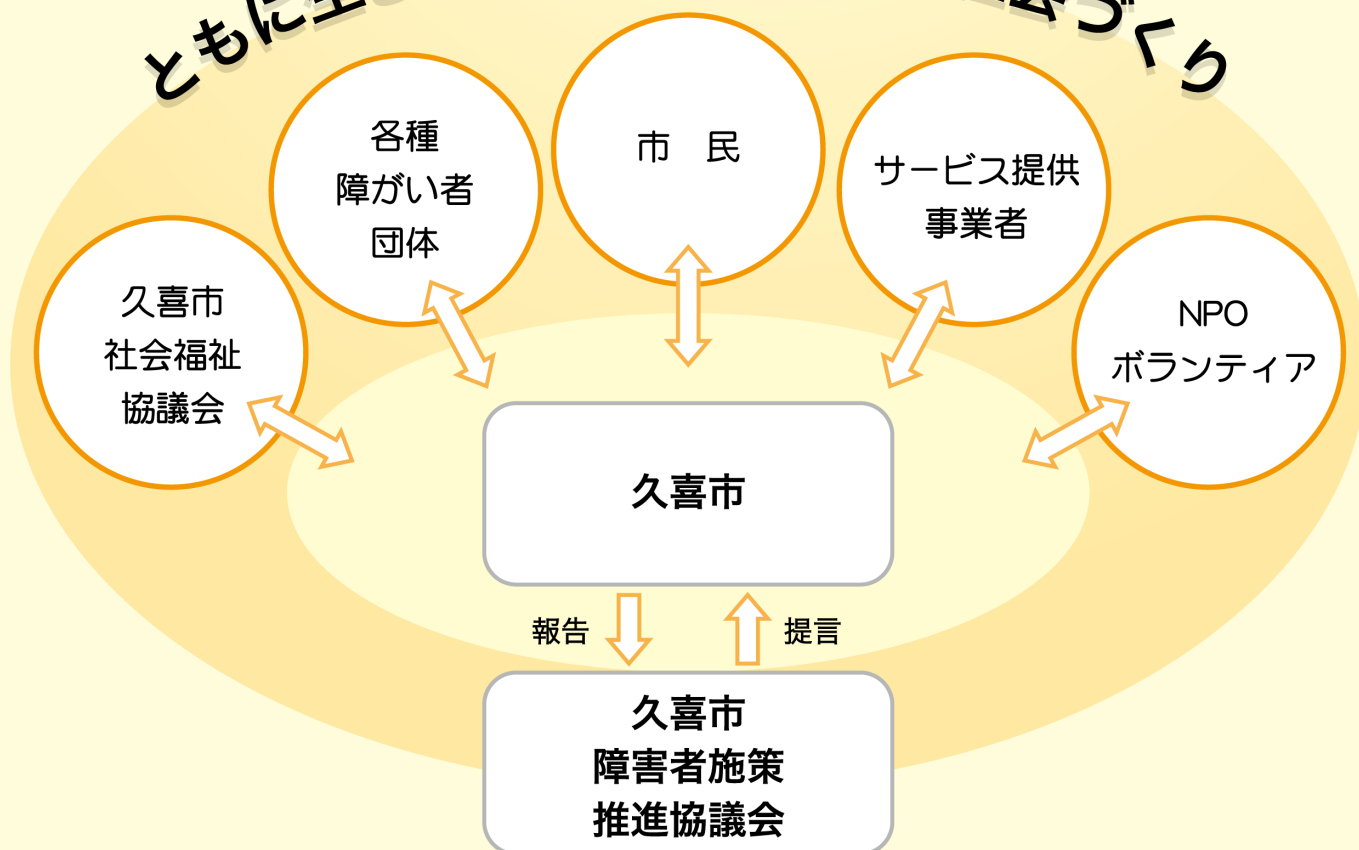 ともに
づくり
市　民
各種
障がい者
団体
サービス提供
事業者
久喜市
社会福祉
協議会
NPO
ボランティア
久喜市
報告
提言
久喜市
障害者施策
推進協議会